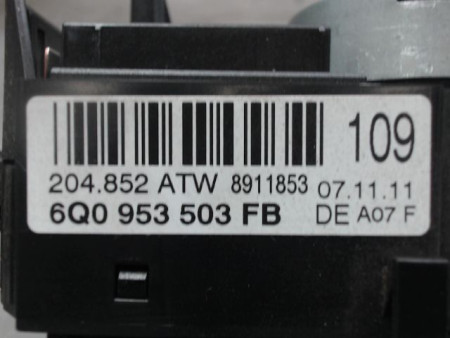 109
204.852 ATW 8911853 07.11.11
6Q0 953 503 FB DE A07 F